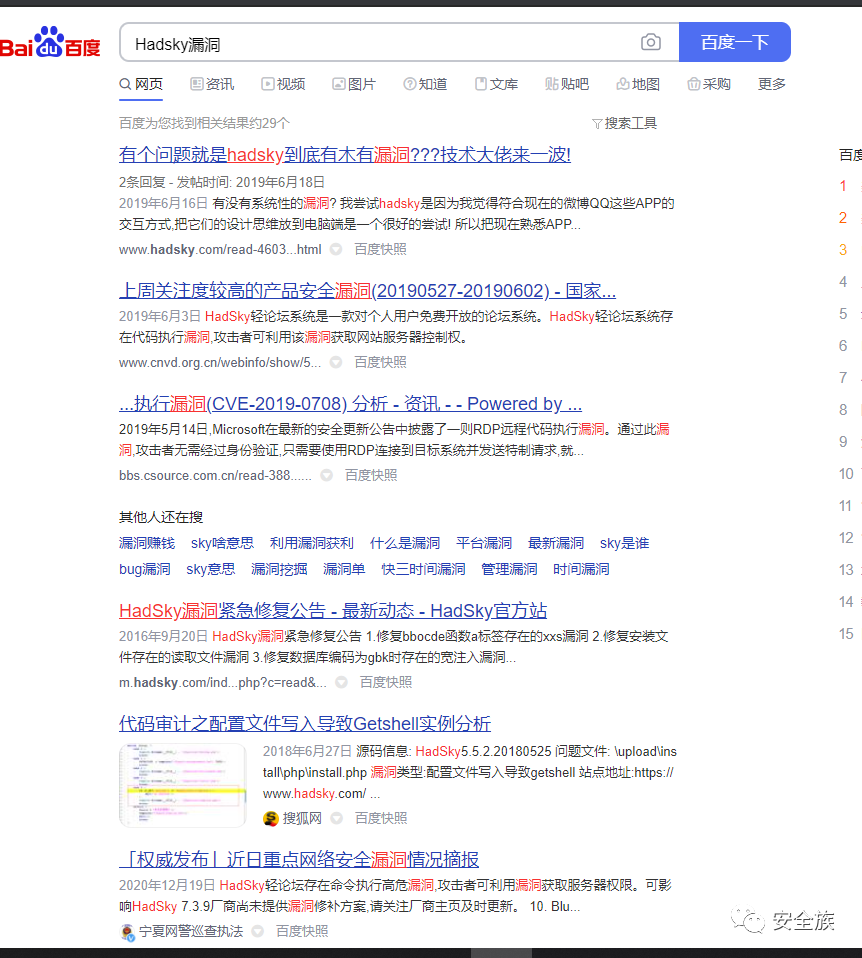 Bai du 百度
Hadsky漏洞
百度一下
网页 资讯 视频 图片 知道 文库 贴吧 地图 采购 更多
百度为您找到相关结果约29个
搜索工具
有个问题就是hadsky到底有木有漏洞???技术大佬来一波!
2条回复 - 发帖时间: 2019年6月18日
2019年6月16日 有没有系统性的漏洞? 我尝试hadsky是因为我觉得符合现在的微博QQ这些APP的
交互方式,把它们的设计思维放到电脑端是一个很好的尝试! 所以把现在熟悉APP...
www.hadsky.com/read-4603...html 百度快照
上周关注度较高的产品安全漏洞(20190527-20190602) - 国家...
2019年6月3日 HadSky轻论坛系统是一款对个人用户免费开放的论坛系统。HadSky轻论坛系统存
在代码执行漏洞,攻击者可利用该漏洞获取网站服务器控制权。
www.cnvd.org.cn/webinfo/show/5... 百度快照
...执行漏洞(CVE-2019-0708) 分析 - 资讯 - - Powered by ...
2019年5月14日,Microsoft在最新的安全更新公告中披露了一则RDP远程代码执行漏洞。通过此漏
洞,攻击者无需经过身份验证,只需要使用RDP连接到目标系统并发送特制请求,就...
bbs.csource.com.cn/read-388...... 百度快照
其他人还在搜
漏洞赚钱 sky啥意思 利用漏洞获利 什么是漏洞 平台漏洞 最新漏洞 sky是谁
bug漏洞 sky意思 漏洞挖掘 漏洞单 快三时间漏洞 管理漏洞 时间漏洞
HadSky漏洞紧急修复公告 - 最新动态 - HadSky官方站
2016年9月20日 HadSky漏洞紧急修复公告 1.修复bbocde函数a标签存在的xxs漏洞 2.修复安装文
件存在的读取文件漏洞 3.修复数据库编码为gbk时存在的宽注入漏洞...
m.hadsky.com/ind...php?c=read&... 百度快照
代码审计之配置文件写入导致Getshell实例分析
2018年6月27日 源码信息: HadSky5.5.2.20180525 问题文件: \upload\ins
tall\php\install.php 漏洞类型:配置文件写入导致getshell 站点地址:https://
www.hadsky.com/ ...
搜狐网 百度快照
「权威发布」近日重点网络安全漏洞情况摘报
2020年12月19日 HadSky轻论坛存在命令执行高危漏洞,攻击者可利用漏洞获取服务器权限。可影
响HadSky 7.3.9厂商尚未提供漏洞修补方案,请关注厂商主页及时更新。 10. Blu...
宁夏网警巡查执法 百度快照
百度
1
2
3
4
5
6
7
8
9
10
11
12
13
14
15
安全族